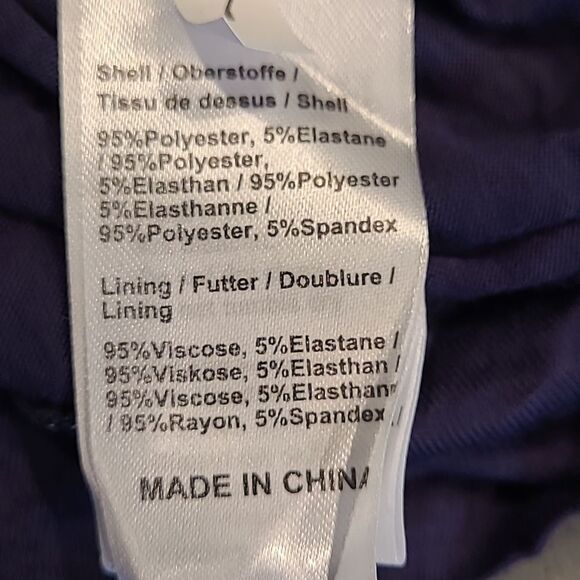 Shell / Oberstoffe /
Tissu de dessus / Shell
95%Polyester, 5%Elastane
/ 95%Polyester,
5%Elasthan / 95%Polyester
5%Elasthanne /
95%Polyester, 5%Spandex
Lining / Futter / Doublure /
Lining
95%Viscose, 5%Elastane /
95%Viskose, 5%Elasthan /
95%Viscose, 5%Elasthann
/ 95%Rayon, 5%Spandex /
MADE IN CHINA